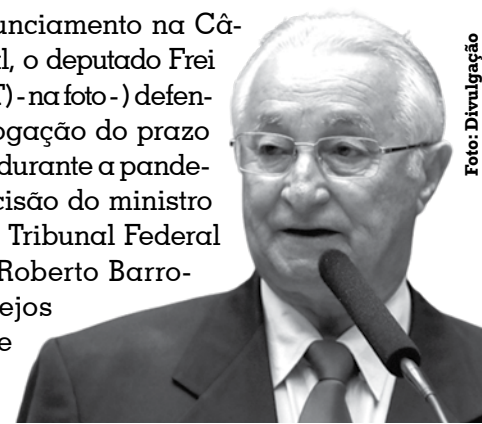 unciamento na Câ-
l, o deputado Frei
T) - na foto - ) defen-
ogação do prazo
durante a pande-
cisão do ministro
Tribunal Federal
Roberto Barro-
ejos
e
Foto: Divulgação